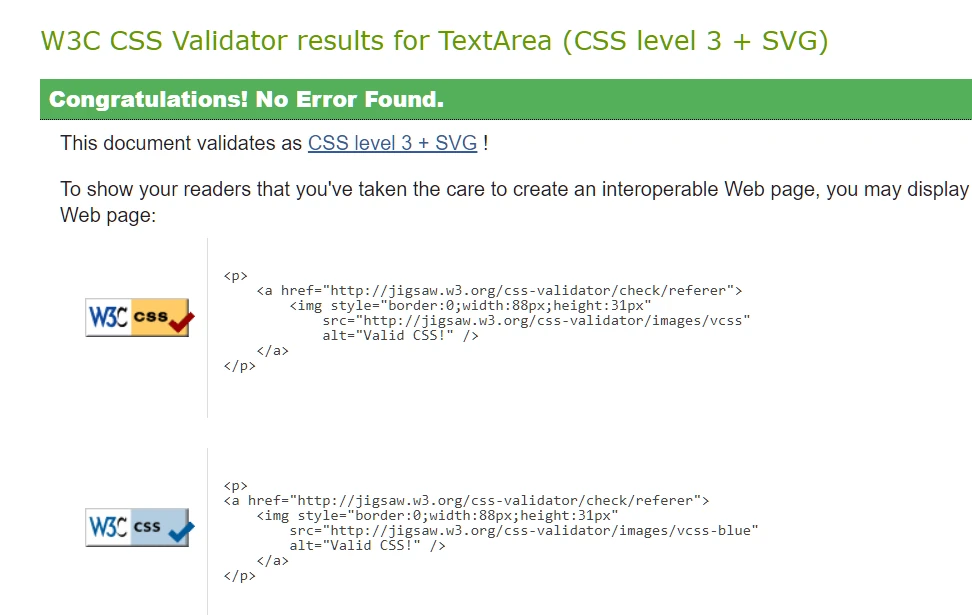 W3C CSS Validator results for TextArea (CSS level 3 + SVG)
Congratulations! No Error Found.
This document validates as CSS level 3 + SVG !
To show your readers that you've taken the care to create an interoperable Web page, you may display
Web page:
<p>
    <a href="http://jigsaw.w3.org/css-validator/check/referer">
        <img style="border:0;width:88px;height:31px"
            src="http://jigsaw.w3.org/css-validator/images/vcss"
            alt="Valid CSS!" />
    </a>
</p>
W3C css
<p>
<a href="http://jigsaw.w3.org/css-validator/check/referer">
    <img style="border:0;width:88px;height:31px"
        src="http://jigsaw.w3.org/css-validator/images/vcss-blue"
        alt="Valid CSS!" />
    </a>
</p>
W3C css